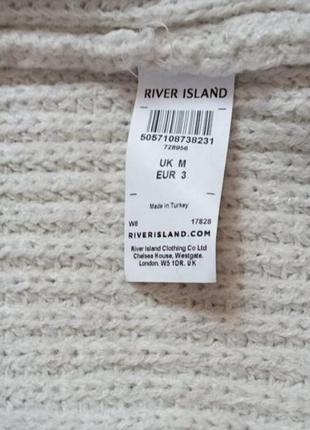 RIVER ISLAND
5057108738231
728956
UK M
EUR 3
Made in Turkey
W8 17828
RIVERISLAND.COM
River Island Clothing Co Ltd
Chelsea House, Westgate.
London. W5 1DR. UK